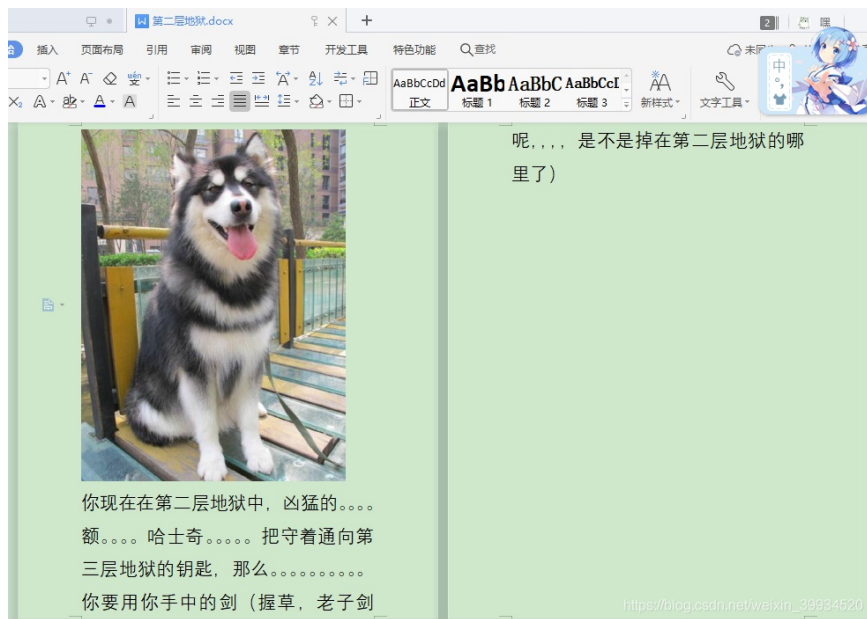 第二层地狱.docx
2
嘿
始
插入
页面布局
引用
审阅
视图
章节
开发工具
特色功能
查找
未同
中
AaBbCcDd
AaBb
AaBbC
AaBbCcI
正文
标题 1
标题 2
标题 3
新样式
文字工具
你现在在第二层地狱中，凶猛的。。。。
额。。。。哈士奇。。。。。把守着通向第
三层地狱的钥匙，那么。。。。。。。。。。
你要用你手中的剑（握草，老子剑
呢,,,,是不是掉在第二层地狱的哪
里了）
https://blog.csdn.net/weixin_39934520